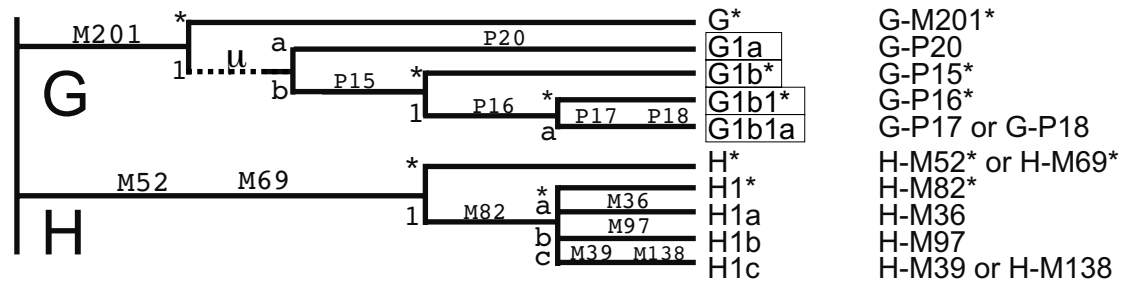 * G* G-M201*
M201 a P20 G1a G-P20
1 μ * G1b* G-P15*
G b P15 * G1b1* G-P16*
1 P16 a P17 P18 G1b1a G-P17 or G-P18
* H* H-M52* or H-M69*
M52 M69 * H1* H-M82*
1 M82 a M36 H1a H-M36
H b M97 H1b H-M97
c M39 M138 H1c H-M39 or H-M138